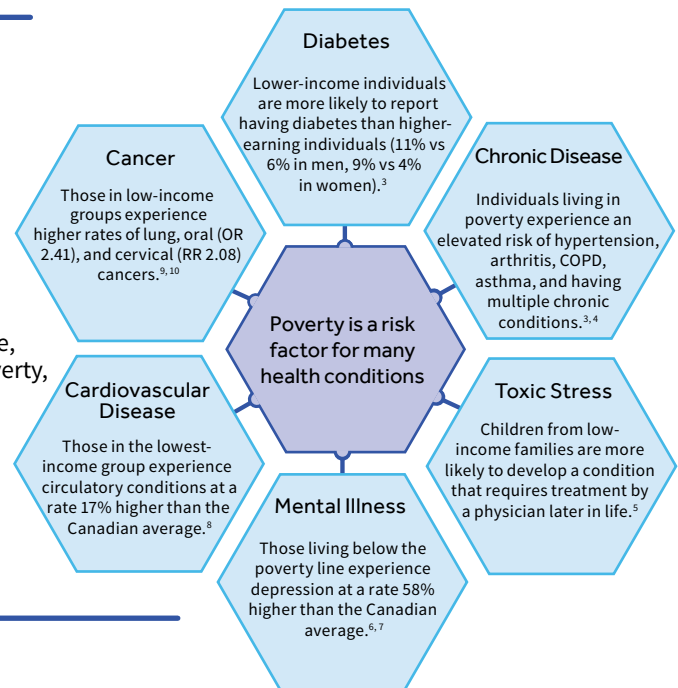 Diabetes
Lower-income individuals
are more likely to report
having diabetes than higher-
earning individuals (11% vs
6% in men, 9% vs 4%
in women).³
Cancer
Those in low-income
groups experience
higher rates of lung, oral (OR
2.41), and cervical (RR 2.08)
cancers.⁹,¹⁰
Chronic Disease
Individuals living in
poverty experience an
elevated risk of hypertension,
arthritis, COPD,
asthma, and having
multiple chronic
conditions.³,⁴
Poverty is a risk
factor for many
health conditions
e,
verty,
Cardiovascular
Disease
Those in the lowest-
income group experience
circulatory conditions at a
rate 17% higher than the
Canadian average.⁸
Toxic Stress
Children from low-
income families are more
likely to develop a condition
that requires treatment by
a physician later in life.⁵
Mental Illness
Those living below the
poverty line experience
depression at a rate 58%
higher than the Canadian
average.⁶,⁷